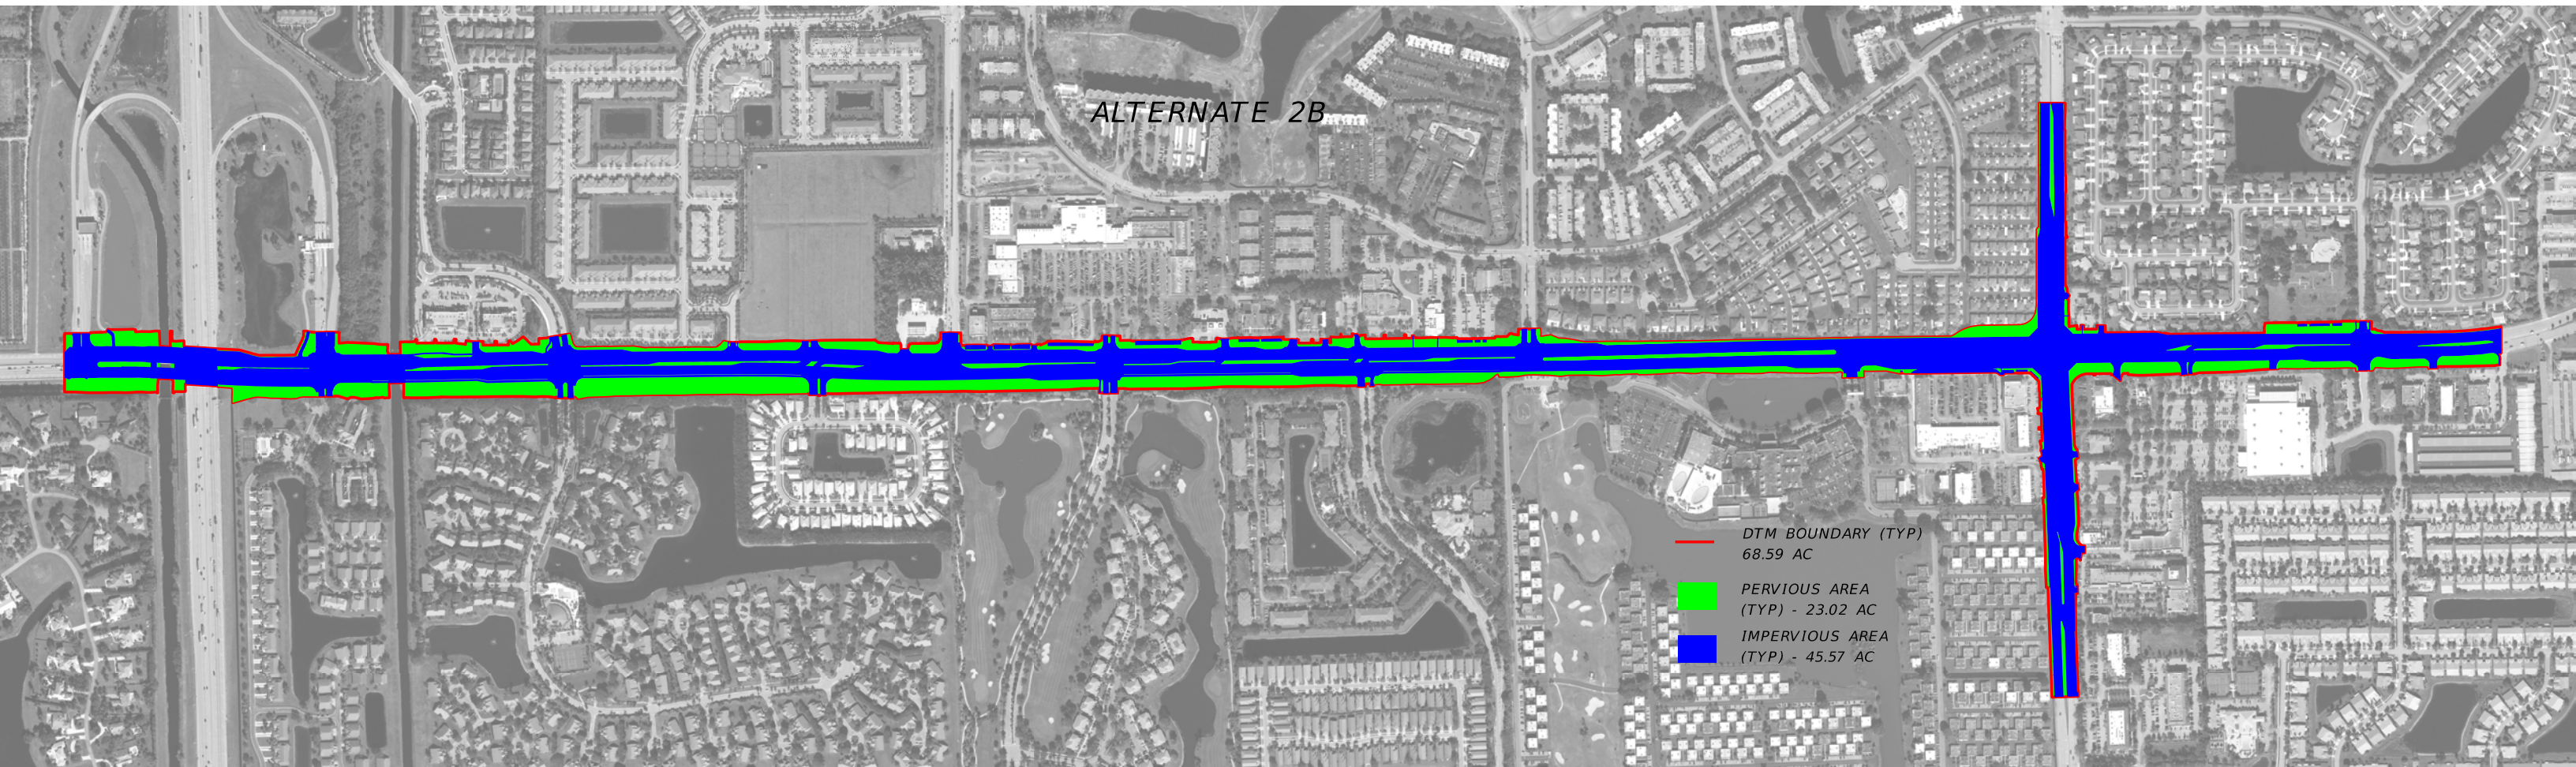 ALTERNATE 2B
DTM BOUNDARY (TYP)
68.59 AC
PERVIOUS AREA
(TYP) - 23.02 AC
IMPERVIOUS AREA
(TYP) - 45.57 AC